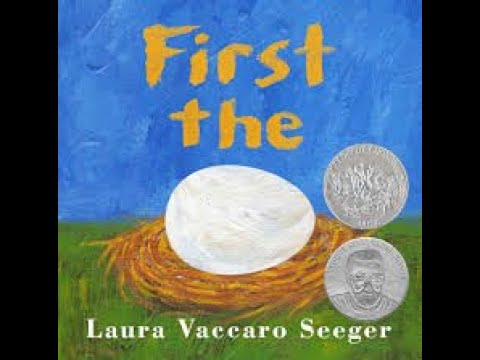 First
the
Laura Vaccaro Seeger